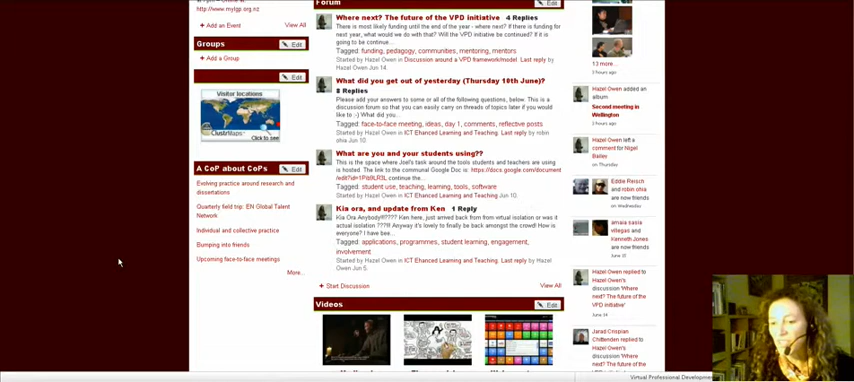 http://www.mylgp.org.nz
Add an Event
View All
Groups
Edit
Add a Group
Edit
Visitor locations
ClustrMaps
Click to see
A CoP about CoPs
Edit
Evolving practice around research and
dissertations
Quarterly field trip: EN Global Talent
Network
Individual and collective practice
Bumping into friends
Upcoming face-to-face meetings
More...
Forum
Edit
Where next? The future of the VPD initiative 4 Replies
There is most likely funding until the end of year - where next? If there is funding for
next year, what would we do with that? Will the VPD initiative be continued? If it is
going to be continue...
Tagged: funding, pedagogy, communities, mentoring, mentors
Started by Hazel Owen in Discussion around a VPD framework/model. Last reply by
Hazel Owen Jun 14.
What did you get out of yesterday (Thursday 10th June)?
8 Replies
Please add your answers to some or all of the following questions, below. This is a
discussion forum so that you can easily carry on threads of topics later if you would
like to :-) What did you...
Tagged: face-to-face meeting, ideas, day 1, comments, reflective posts
Started by Hazel Owen in ICT Ehanced Learning and Teaching. Last reply by robin
ohia Jun 10.
What are you and your students using??
This is the space where Joel's task around the tools students and teachers are using
is hosted. The link to the communal Google Doc is: https://docs.google.com/document
continue the...
Tagged: student use, teaching, learning, tools, software
Started by Hazel Owen in ICT Ehanced Learning and Teaching Jun 10.
Kia ora, and update from Ken 1 Reply
Kia Ora Anybody!!???? Ken here, just arrived back from from virtual isolation or was it
actual isolation ???!! Anyway it's lovely to finally be back amongst the crowd! How is
everyone? I have bee...
Tagged: applications, programmes, student learning, engagement,
involvement
Started by Hazel Owen in ICT Ehanced Learning and Teaching. Last reply by Hazel
Owen Jun 5.
Start Discussion
View All
Videos
Edit
13 more...
3 hours ago
Hazel Owen added an
album
Second meeting in
Wellington
3 hours ago
Hazel Owen left a
comment for Nigel
Bailey
on Thursday
Eddie Reisch
and robin ohia
are now friends
on Wednesday
amaia sasia
villegas and
Kenneth Jones
are now friends
Hazel Owen replied to
Hazel Owen's
discussion 'Where
next? The future of the
VPD initiative'
June 14
Jarad Crispian
Chittenden replied to
Hazel Owen's
discussion 'Where
next? The future of the
Virtual Professional Developmen